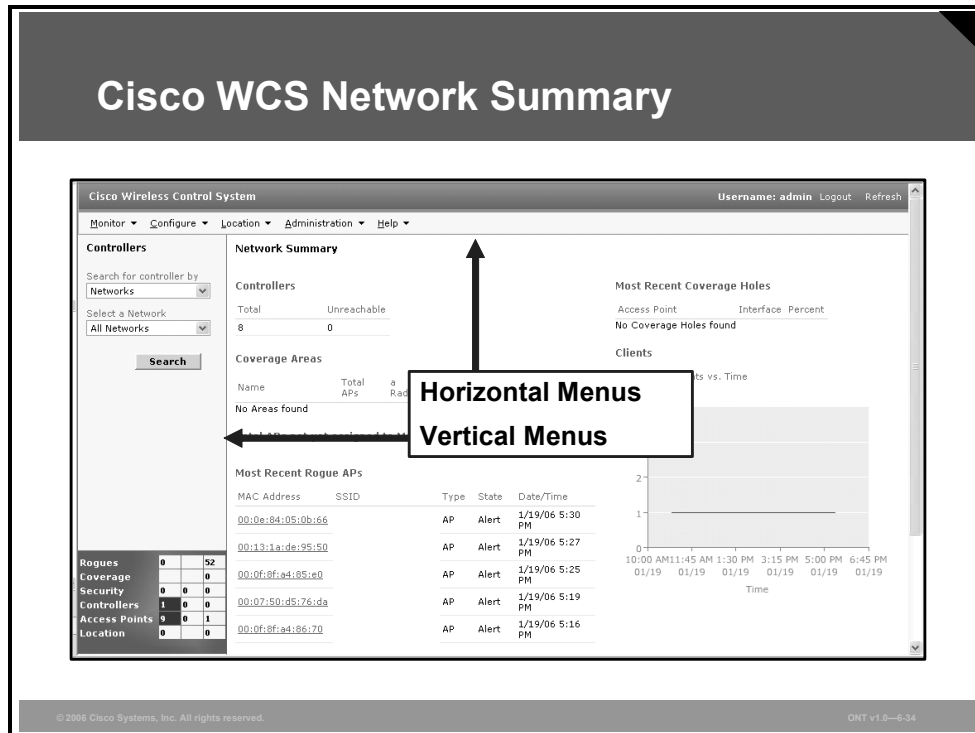 Cisco WCS Network Summary
Cisco Wireless Control System
Username: admin Logout Refresh
Monitor Configure Location Administration Help
Controllers
Search for controller by
Networks
Select a Network
All Networks
Search
Network Summary
Controllers
Total Unreachable
8 0
Coverage Areas
Name Total APs a
No Areas found
Horizontal Menus
Vertical Menus
Most Recent Rogue APs
MAC Address SSID Type State Date/Time
00:0e:84:05:0b:66 AP Alert 1/19/06 5:30 PM
00:13:1a:de:95:50 AP Alert 1/19/06 5:27 PM
00:0f:8f:a4:85:e0 AP Alert 1/19/06 5:25 PM
00:07:50:d5:76:da AP Alert 1/19/06 5:19 PM
00:0f:8f:a4:86:70 AP Alert 1/19/06 5:16 PM
Most Recent Coverage Holes
Access Point Interface Percent
No Coverage Holes found
Clients
vs. Time
2
1
0
10:00 AM 11:45 AM 1:30 PM 3:15 PM 5:00 PM 6:45 PM
01/19 01/19 01/19 01/19 01/19 01/19
Time
Rogues 0 52
Coverage 0
Security 0 0 0
Controllers 1 0 0
Access Points 9 0 1
Location 0 0
© 2006 Cisco Systems, Inc. All rights reserved.
ONT v1.0—6-34